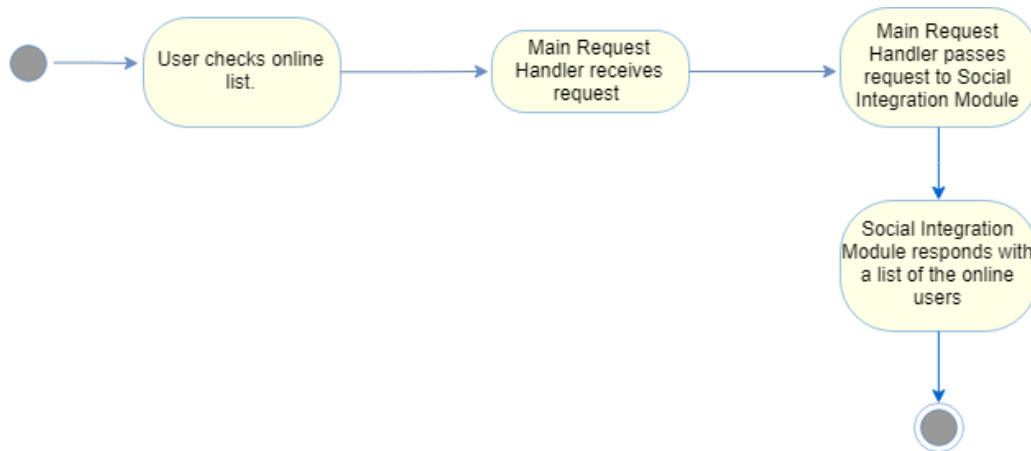 User checks online
list.
Main Request
Handler receives
request
Main Request
Handler passes
request to Social
Integration Module
Social Integration
Module responds with
a list of the online
users